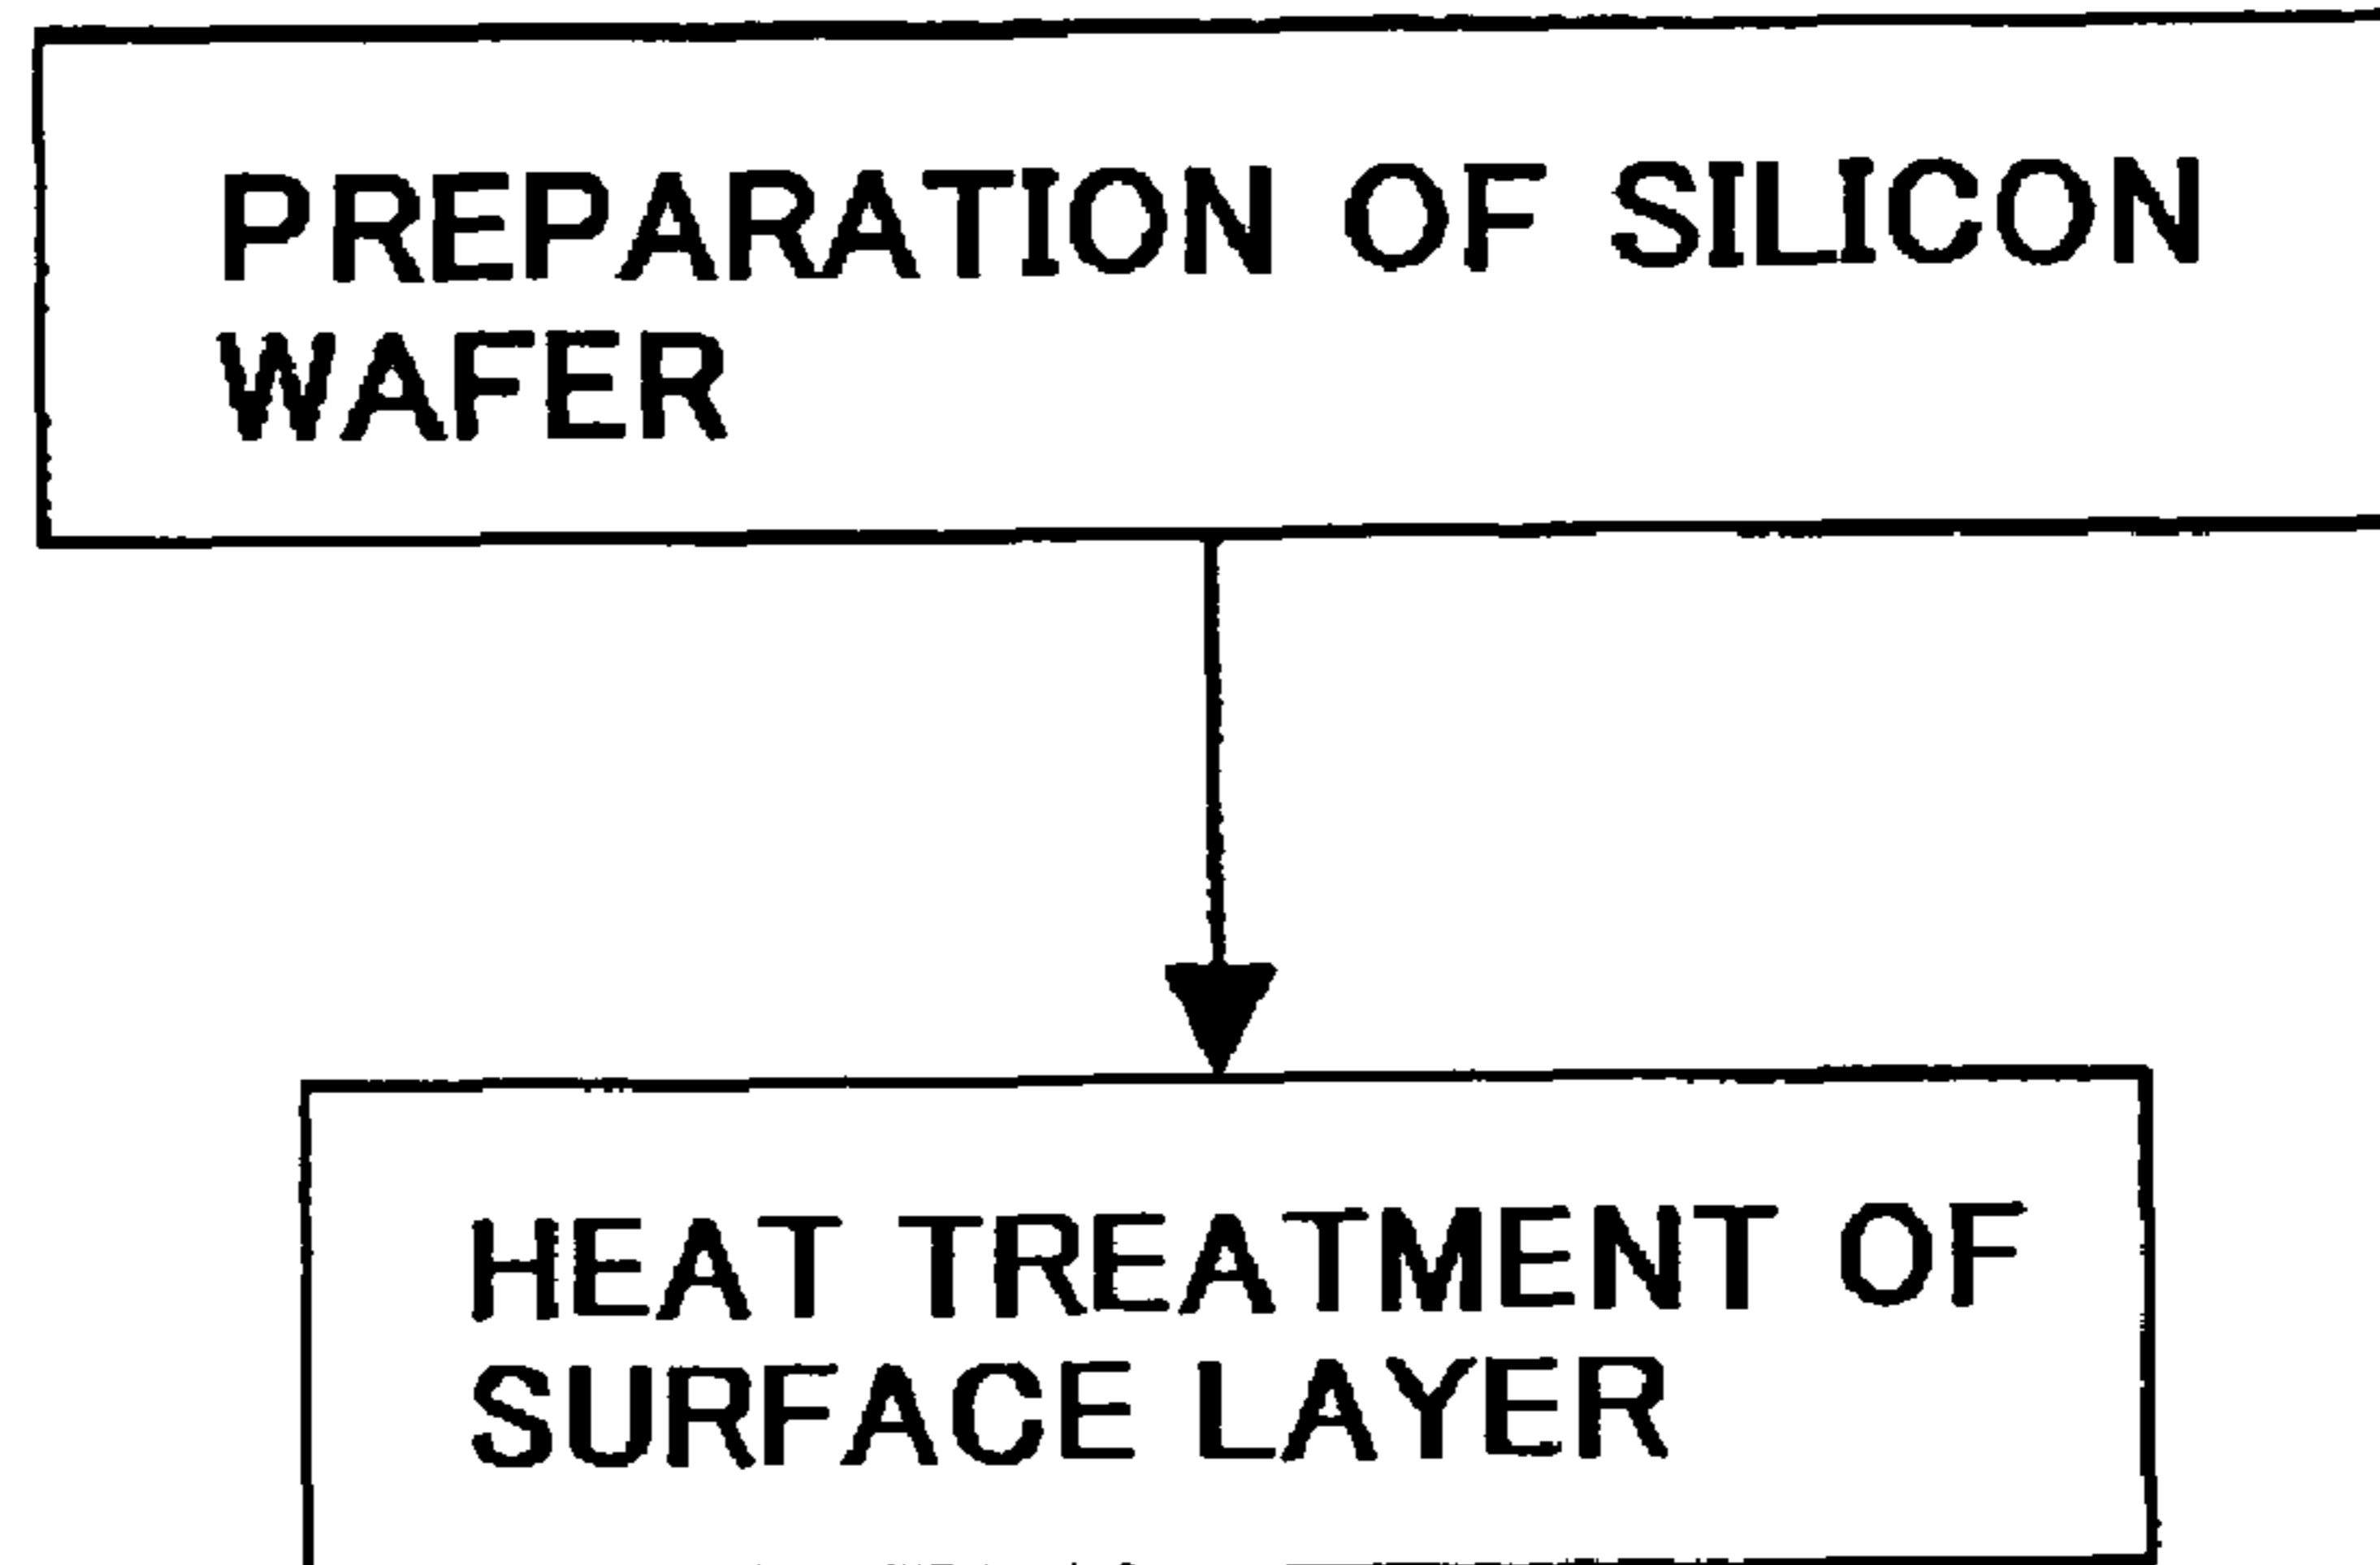 PREPARATION OF SILICON
WAFER
HEAT TREATMENT OF
SURFACE LAYER